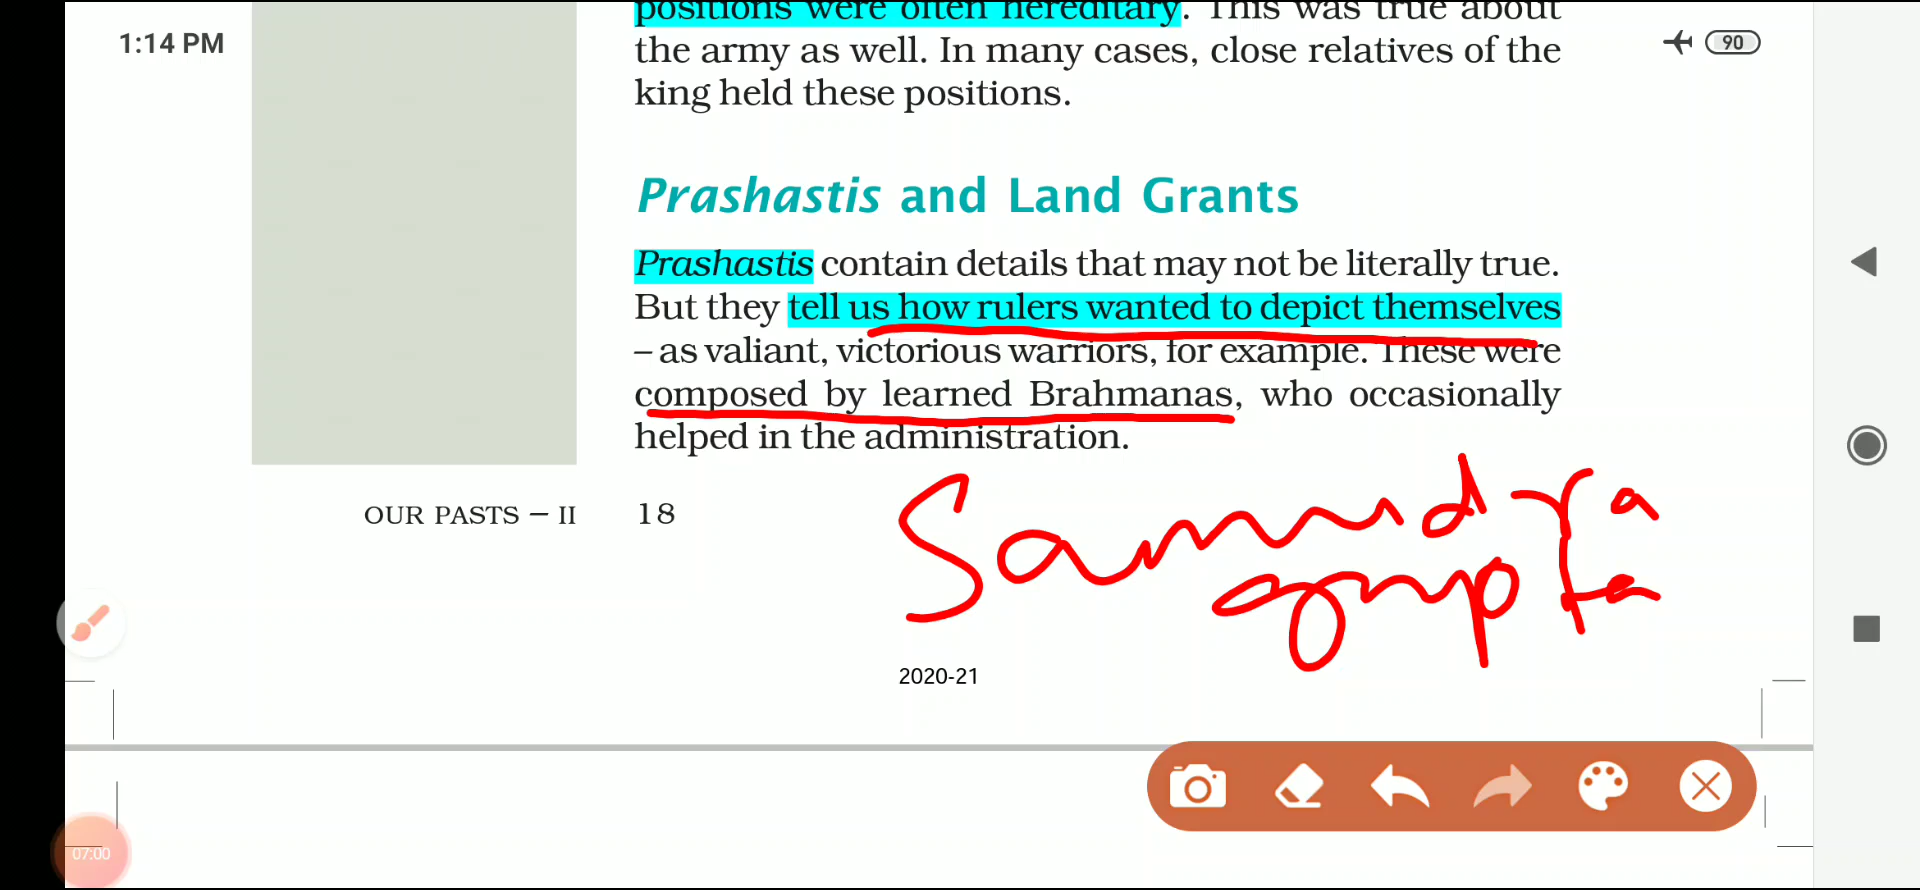 positions were often hereditary. This was true about
1:14 PM
90
the army as well. In many cases, close relatives of the
king held these positions.
Prashastis and Land Grants
Prashastis contain details that may not be literally true.
But they tell us how rulers wanted to depict themselves
– as valiant, victorious warriors, for example. These were
composed by learned Brahmanas, who occasionally
helped in the administration.
Samudra
gupta
OUR PASTS – II 18
2020-21
07:00